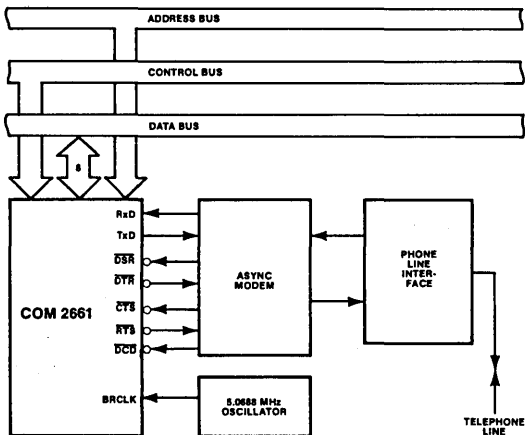 ADDRESS BUS
CONTROL BUS
DATA BUS
8
RxD
TxD
DSR
DTR
CTS
RTS
DCD
BRCLK
COM 2661
ASYNC
MODEM
5.0688 MHz
OSCILLATOR
PHONE
LINE
INTER-
FACE
TELEPHONE
LINE